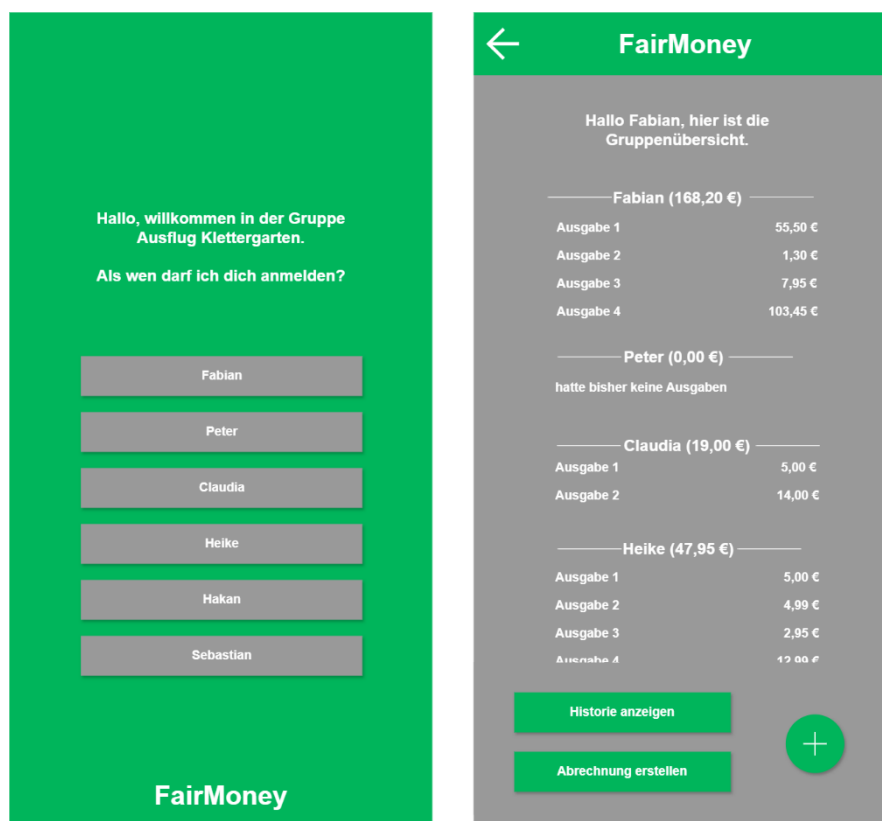 Hallo, willkommen in der Gruppe
Ausflug Klettergarten.
Als wen darf ich dich anmelden?
Fabian
Peter
Claudia
Heike
Hakan
Sebastian
FairMoney
FairMoney
Hallo Fabian, hier ist die
Gruppenübersicht.
Fabian (168,20 €)
Ausgabe 1 55,50 €
Ausgabe 2 1,30 €
Ausgabe 3 7,95 €
Ausgabe 4 103,45 €
Peter (0,00 €)
hatte bisher keine Ausgaben
Claudia (19,00 €)
Ausgabe 1 5,00 €
Ausgabe 2 14,00 €
Heike (47,95 €)
Ausgabe 1 5,00 €
Ausgabe 2 4,99 €
Ausgabe 3 2,95 €
Ausgabe 4 12,99 €
Historie anzeigen
Abrechnung erstellen